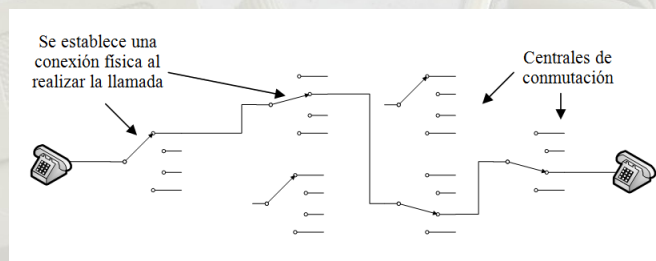 Se establece una
conexión física al
realizar la llamada
Centrales de
conmutación